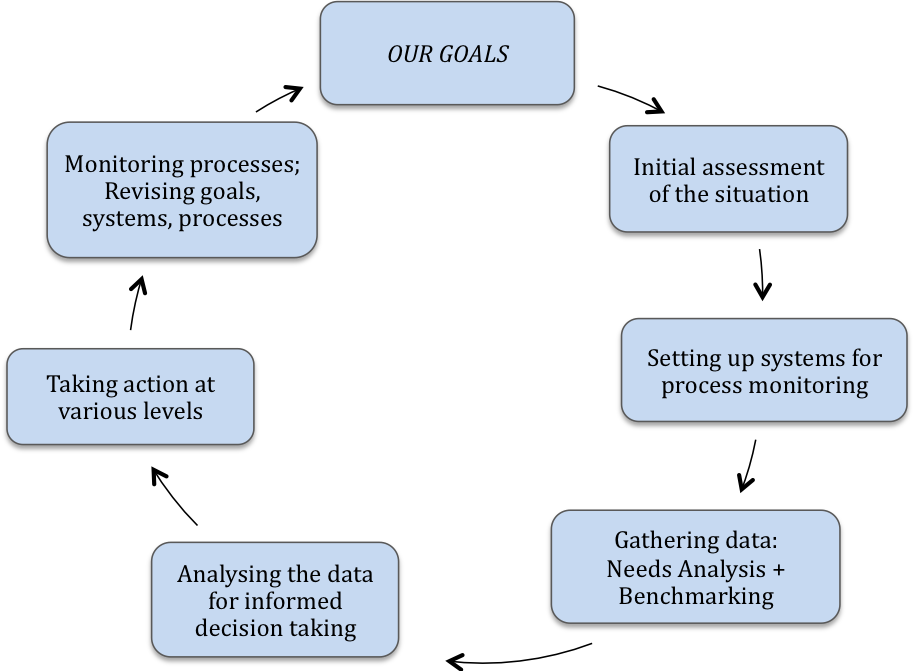 OUR GOALS
Initial assessment
of the situation
Setting up systems for
process monitoring
Gathering data:
Needs Analysis +
Benchmarking
Analysing the data
for informed
decision taking
Taking action at
various levels
Monitoring processes;
Revising goals,
systems, processes